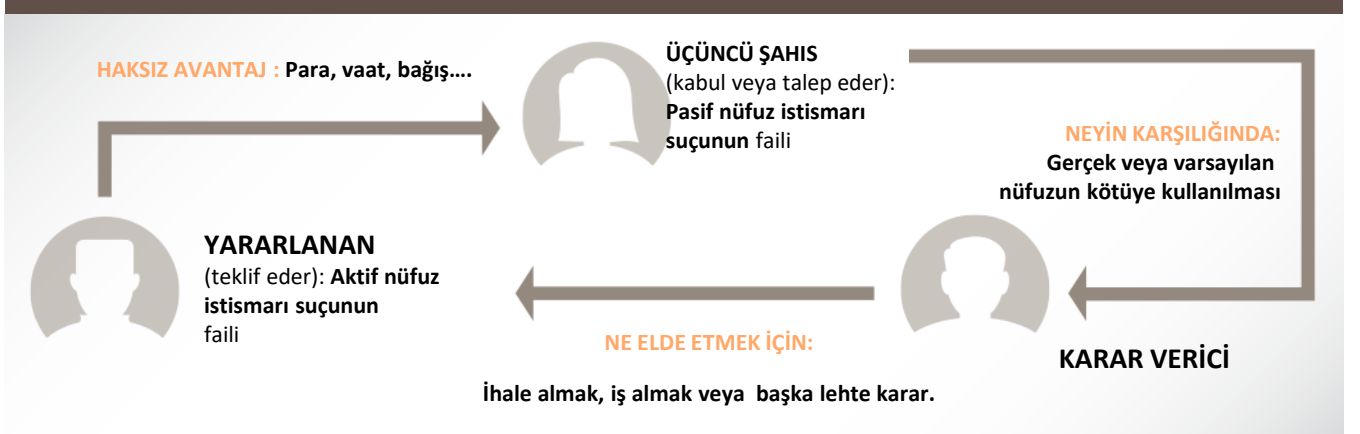 HAKSIZ AVANTAJ : Para, vaat, bağış….
ÜÇÜNCÜ ŞAHIS
(kabul veya talep eder):
Pasif nüfuz istismarı
suçunun faili
NEYİN KARŞILIĞINDA:
Gerçek veya varsayılan
nüfuzun kötüye kullanılması
YARARLANAN
(teklif eder): Aktif nüfuz
istismarı suçunun
faili
NE ELDE ETMEK İÇİN:
KARAR VERİCİ
İhale almak, iş almak veya başka lehte karar.